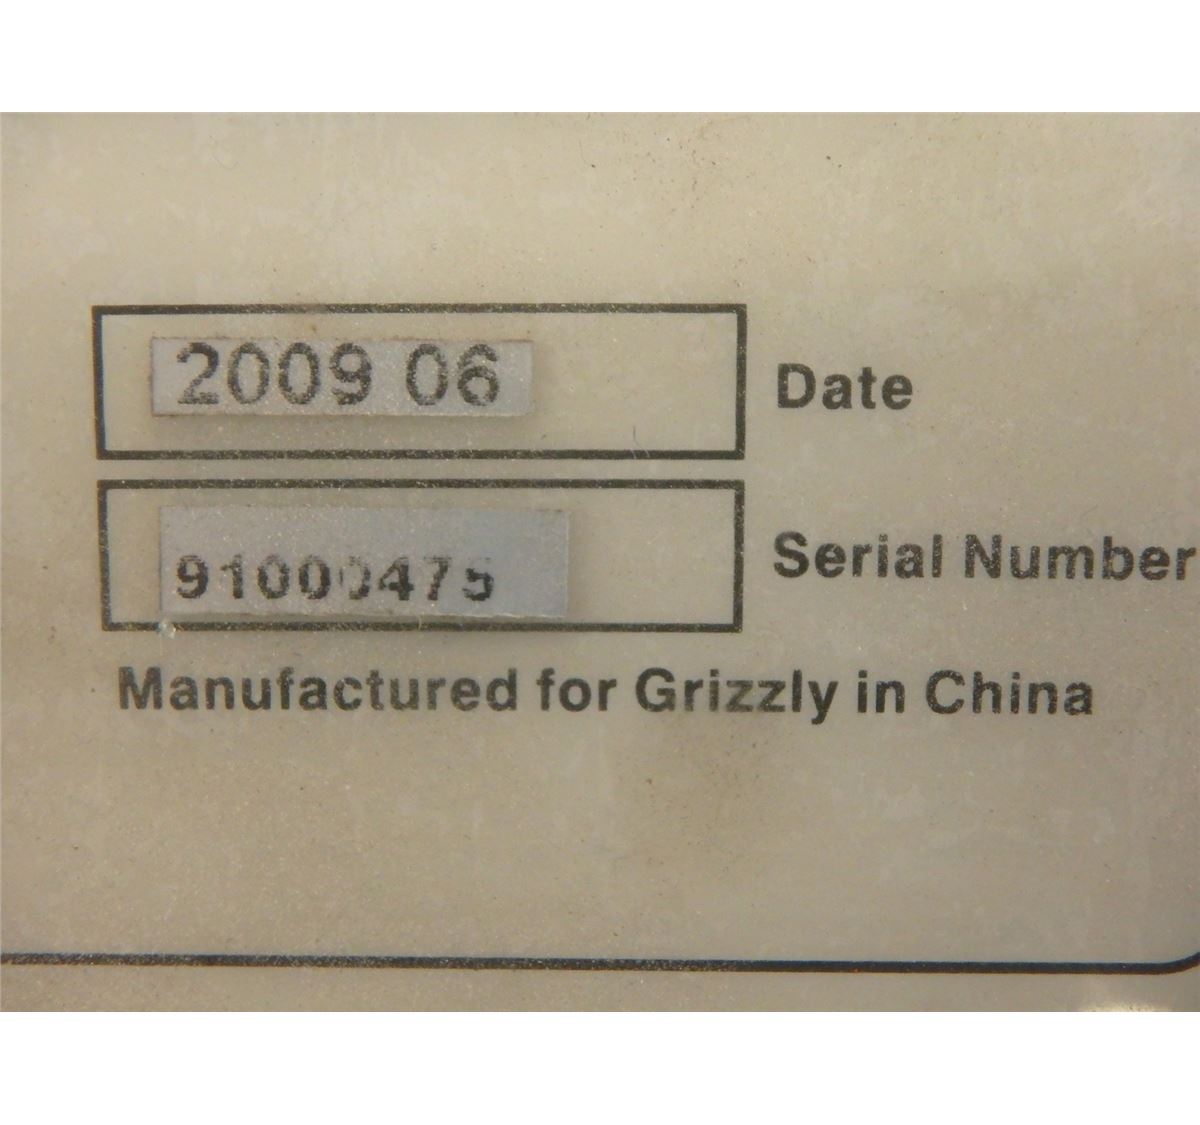 2009 06 Date
91000475 Serial Number
Manufactured for Grizzly in China